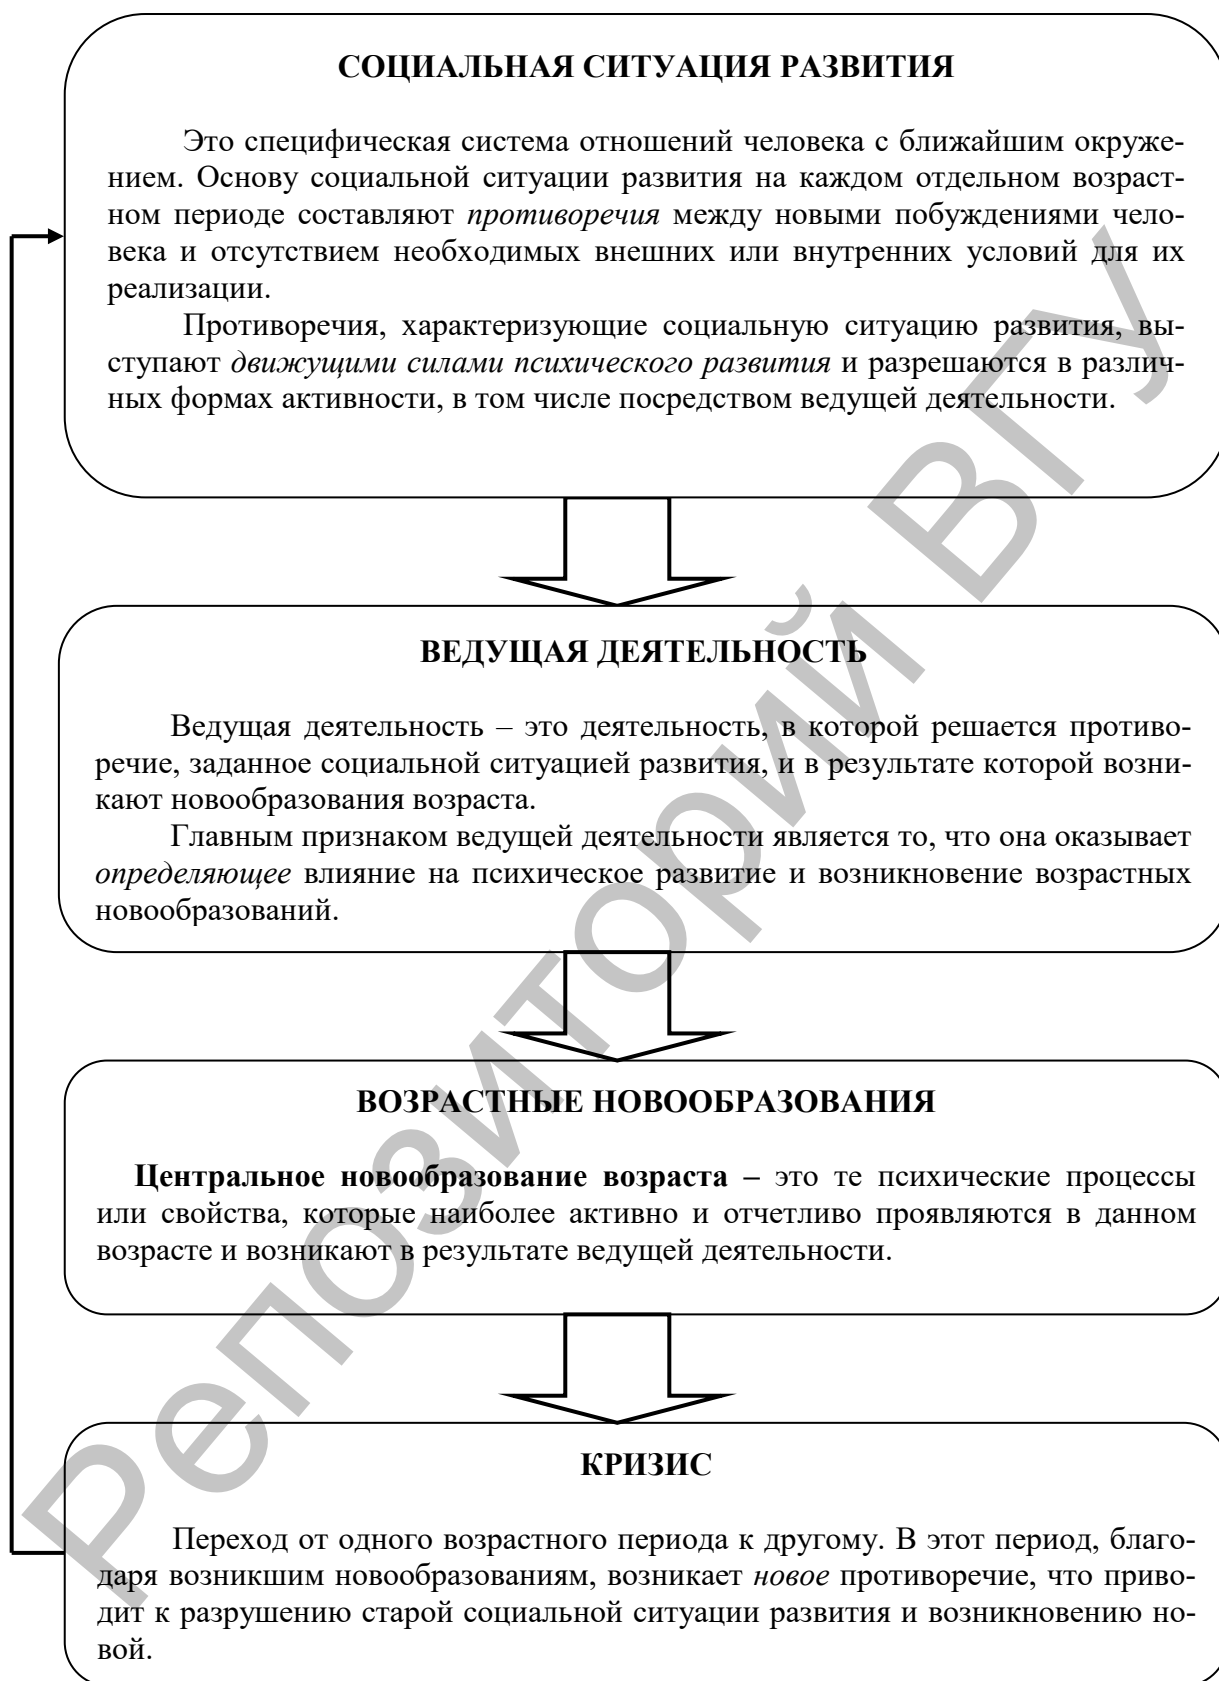 СОЦИАЛЬНАЯ СИТУАЦИЯ РАЗВИТИЯ
Это специфическая система отношений человека с ближайшим окруже-
нием. Основу социальной ситуации развития на каждом отдельном возраст-
ном периоде составляют противоречия между новыми побуждениями чело-
века и отсутствием необходимых внешних или внутренних условий для их
реализации.
Противоречия, характеризующие социальную ситуацию развития, вы-
ступают движущими силами психического развития и разрешаются в различ-
ных формах активности, в том числе посредством ведущей деятельности.
ВЕДУЩАЯ ДЕЯТЕЛЬНОСТЬ
Ведущая деятельность – это деятельность, в которой решается противо-
речие, заданное социальной ситуацией развития, и в результате которой возни-
кают новообразования возраста.
Главным признаком ведущей деятельности является то, что она оказывает
определяющее влияние на психическое развитие и возникновение возрастных
новообразований.
ВОЗРАСТНЫЕ НОВООБРАЗОВАНИЯ
Центральное новообразование возраста – это те психические процессы
или свойства, которые наиболее активно и отчетливо проявляются в данном
возрасте и возникают в результате ведущей деятельности.
КРИЗИС
Переход от одного возрастного периода к другому. В этот период, благо-
даря возникшим новообразованиям, возникает новое противоречие, что приво-
дит к разрушению старой социальной ситуации развития и возникновению но-
вой.
Репозиторий ВГУ